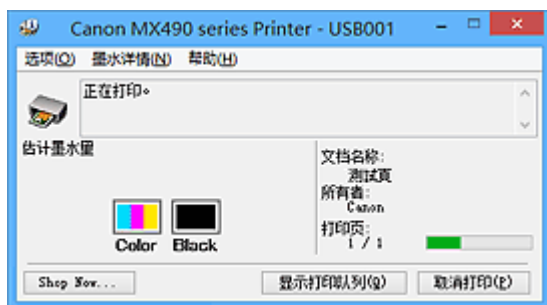 Canon MX490 series Printer - USB001
选项(O) 墨水详情(N) 帮助(H)
正在打印。
估计墨水量
Color Black
文档名称:
测試頁
所有者:
Canon
打印页:
1 / 1
Shop Now...
显示打印队列(Q)
取消打印(P)